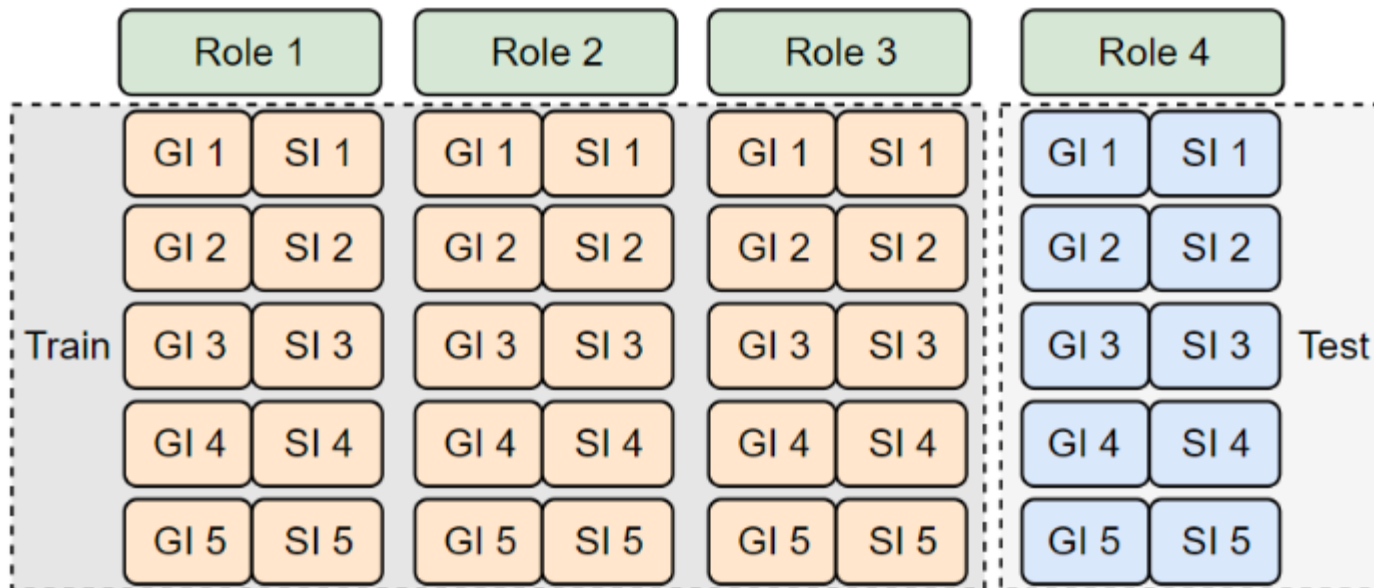 Role 1 Role 2 Role 3 Role 4
GI 1 SI 1 GI 1 SI 1 GI 1 SI 1 GI 1 SI 1
GI 2 SI 2 GI 2 SI 2 GI 2 SI 2 GI 2 SI 2
Train GI 3 SI 3 GI 3 SI 3 GI 3 SI 3 GI 3 SI 3 Test
GI 4 SI 4 GI 4 SI 4 GI 4 SI 4 GI 4 SI 4
GI 5 SI 5 GI 5 SI 5 GI 5 SI 5 GI 5 SI 5